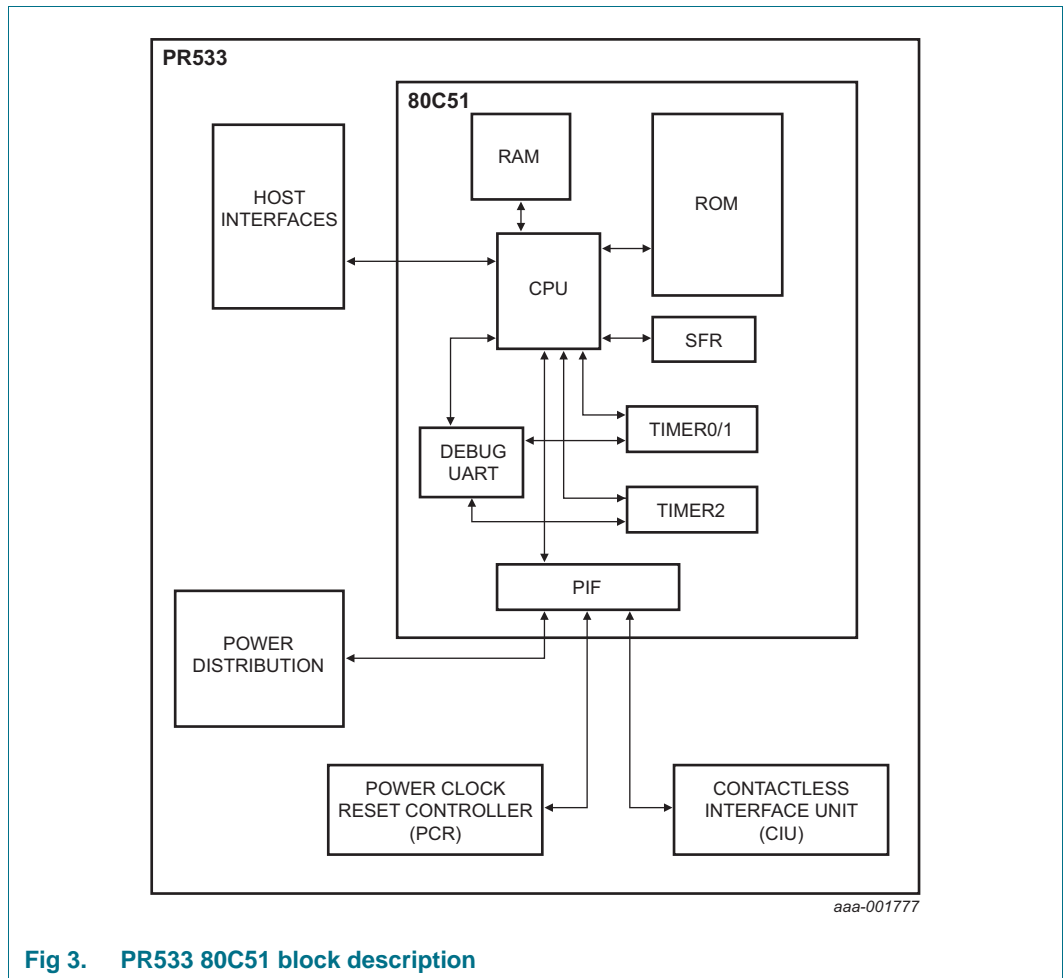 PR533
80C51
RAM
ROM
HOST
INTERFACES
CPU
SFR
TIMER0/1
DEBUG
UART
TIMER2
PIF
POWER
DISTRIBUTION
POWER CLOCK
RESET CONTROLLER
(PCR)
CONTACTLESS
INTERFACE UNIT
(CIU)
aaa-001777
Fig 3. PR533 80C51 block description